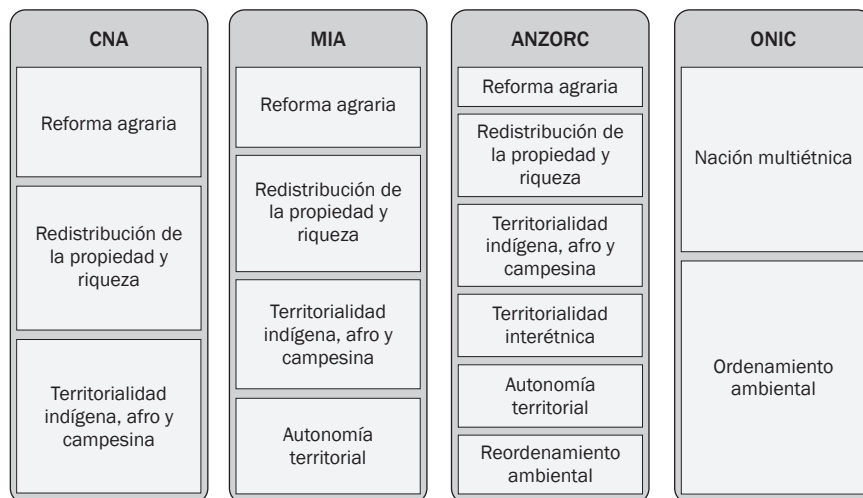 CNA
Reforma agraria
Redistribución de
la propiedad y
riqueza
Territorialidad
indígena, afro y
campesina
MIA
Reforma agraria
Redistribución de
la propiedad y
riqueza
Territorialidad
indígena, afro y
campesina
Autonomía
territorial
ANZORC
Reforma agraria
Redistribución de
la propiedad y
riqueza
Territorialidad
indígena, afro y
campesina
Territorialidad
interétnica
Autonomía
territorial
Reordenamiento
ambiental
ONIC
Nación multiétnica
Ordenamiento
ambiental